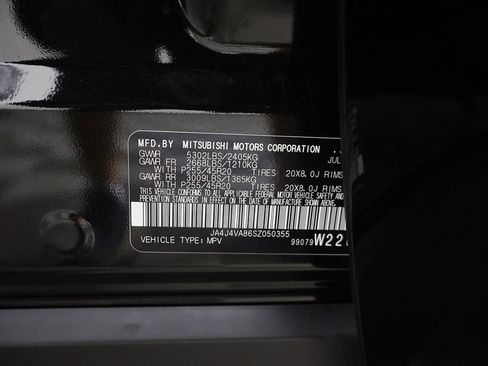 MFD.BY MITSUBISHI MOTORS CORPORATION
GVWR 5302LBS/2405KG JUL
GAWR FR 2668LBS/1210KG
WITH P255/45R20 TIRES 20X8.0J RIMS
GAWR RR 3009LBS/1365KG
WITH P255/45R20 TIRES 20X8.0J RIMS
THIS VEHICLE CONFORMS TO ALL APPLICABLE FEDERAL MOTOR
VEHICLE SAFETY STANDARDS IN EFFECT ON THE
DATE OF MANUFACTURE SHOWN ABOVE.
JA4J4VA86SZ050355
VEHICLE TYPE: MPV 99079 W22